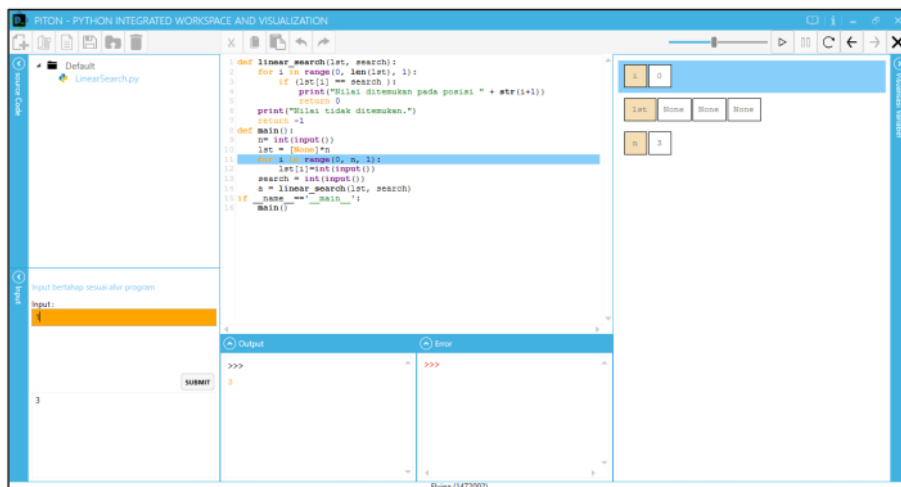 PITON - PYTHON INTEGRATED WORKSPACE AND VISUALIZATION
Source Code
Default
LinearSearch.py
1 def linear_search(lst, search):
2 for i in range(0, len(lst), 1):
3 if (lst[i] == search ):
4 print("Nilai ditemukan pada posisi " + str(i+1))
5 return 0
6 print("Nilai tidak ditemukan.")
7 return -1
8 def main():
9 n= int(input())
10 lst = [None]*n
11 for i in range(0, n, 1):
12 lst[i]=int(input())
13 search = int(input())
14 a = linear_search(lst, search)
15 if __name__=='__main__':
16 main()
i 0
lst None None None
n 3
Visualisasi Variabel
Input
Input bertahap sesuai alur program
Input:
1
SUBMIT
3
Output
>>>
3
Error
>>>
Elvina (1472002)